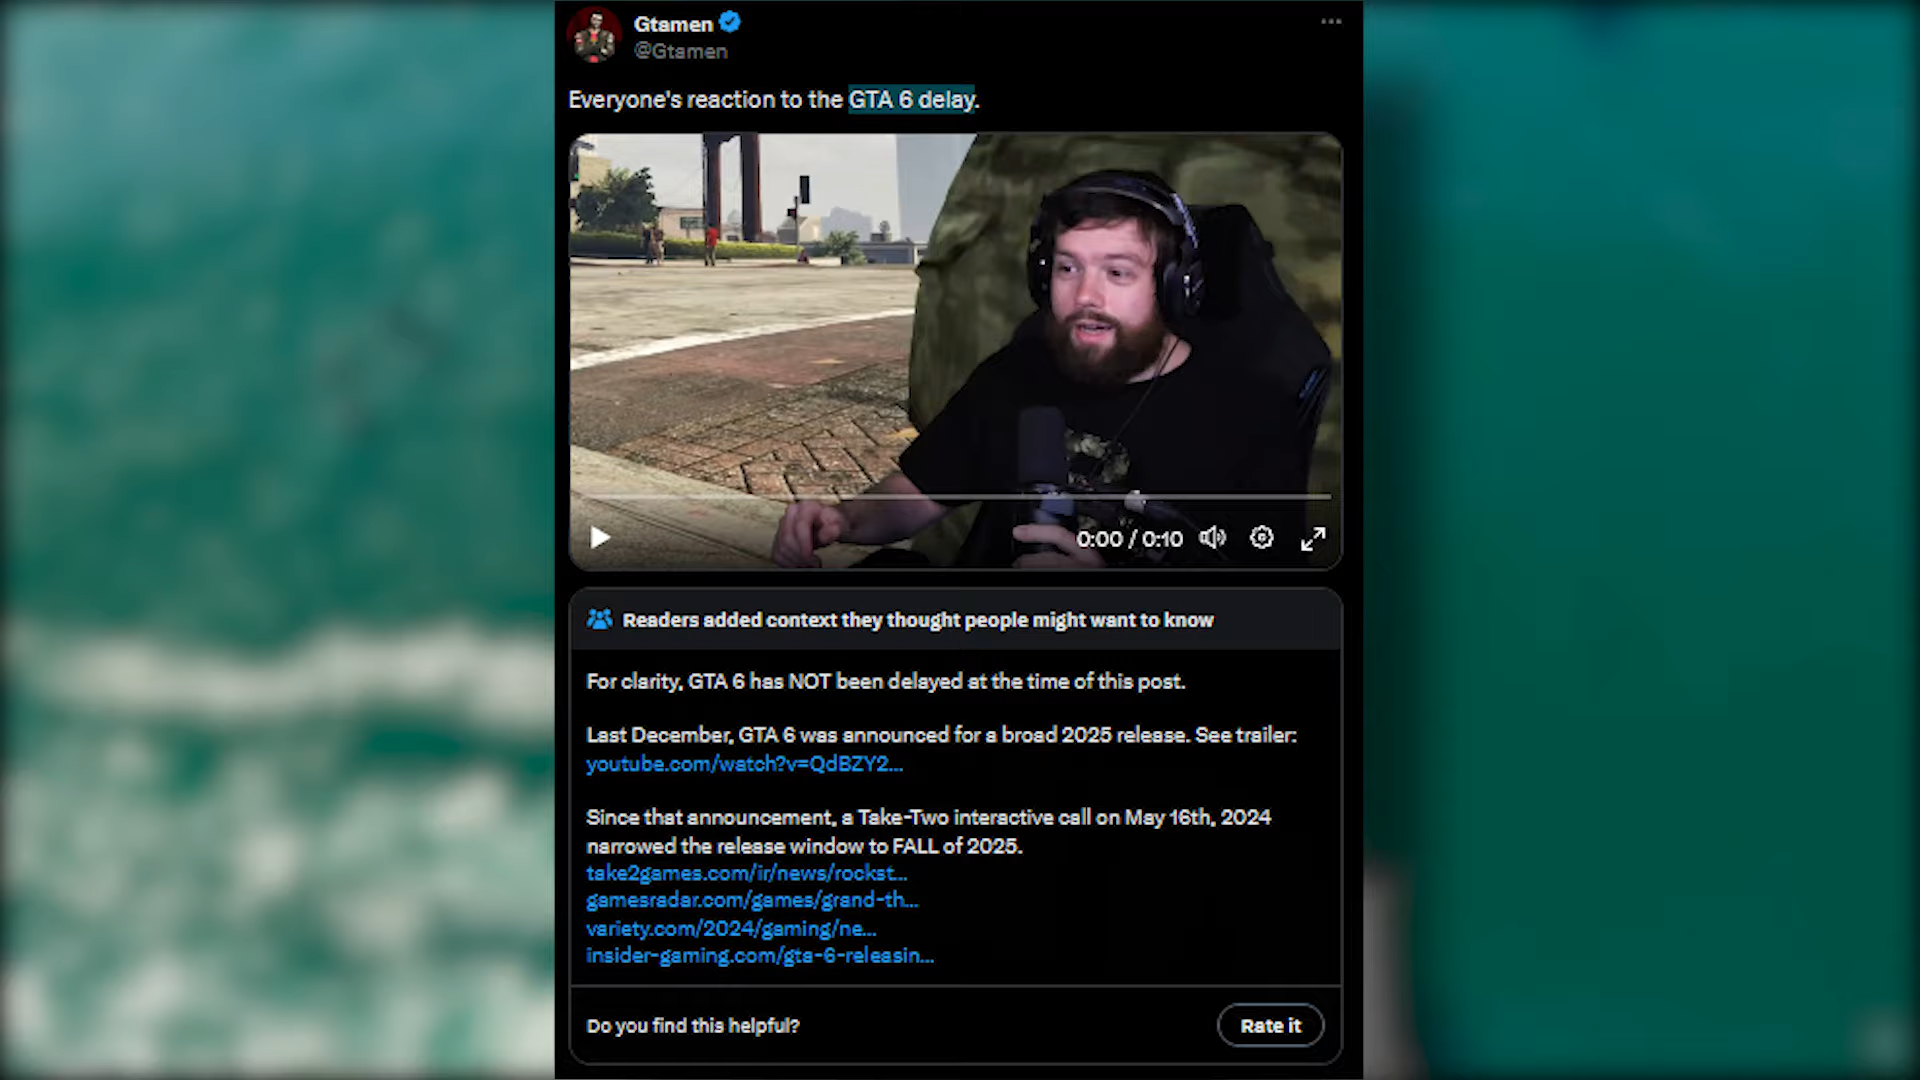 Gtamen
@Gtamen
Everyone's reaction to the GTA 6 delay.
0:00 / 0:10
Readers added context they thought people might want to know
For clarity, GTA 6 has NOT been delayed at the time of this post.
Last December, GTA 6 was announced for a broad 2025 release. See trailer:
youtube.com/watch?v=QdBZY2...
Since that announcement, a Take-Two interactive call on May 16th, 2024
narrowed the release window to FALL of 2025.
take2games.com/ir/news/rockst...
gamesradar.com/games/grand-th...
variety.com/2024/gaming/ne...
insider-gaming.com/gta-6-releasin...
Do you find this helpful?
Rate it